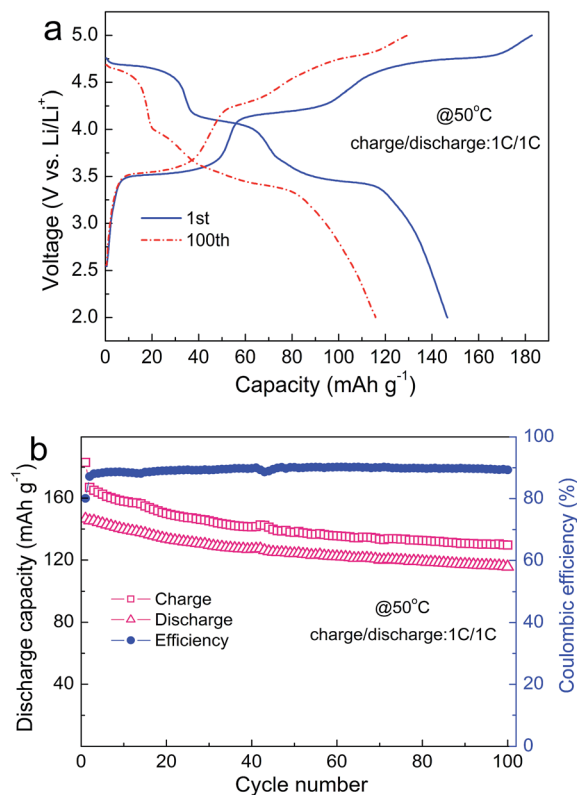 a
5.0
4.5
4.0
3.5
3.0
2.5
2.0
Voltage (V vs. Li/Li⁺)
@50°C
charge/discharge:1C/1C
1st
100th
0 20 40 60 80 100 120 140 160 180
Capacity (mAh g⁻¹)
b
160
120
80
40
Discharge capacity (mAh g⁻¹)
100
80
60
40
20
0
Coulombic efficiency (%)
Charge
Discharge
Efficiency
@50°C
charge/discharge:1C/1C
0 20 40 60 80 100
Cycle number